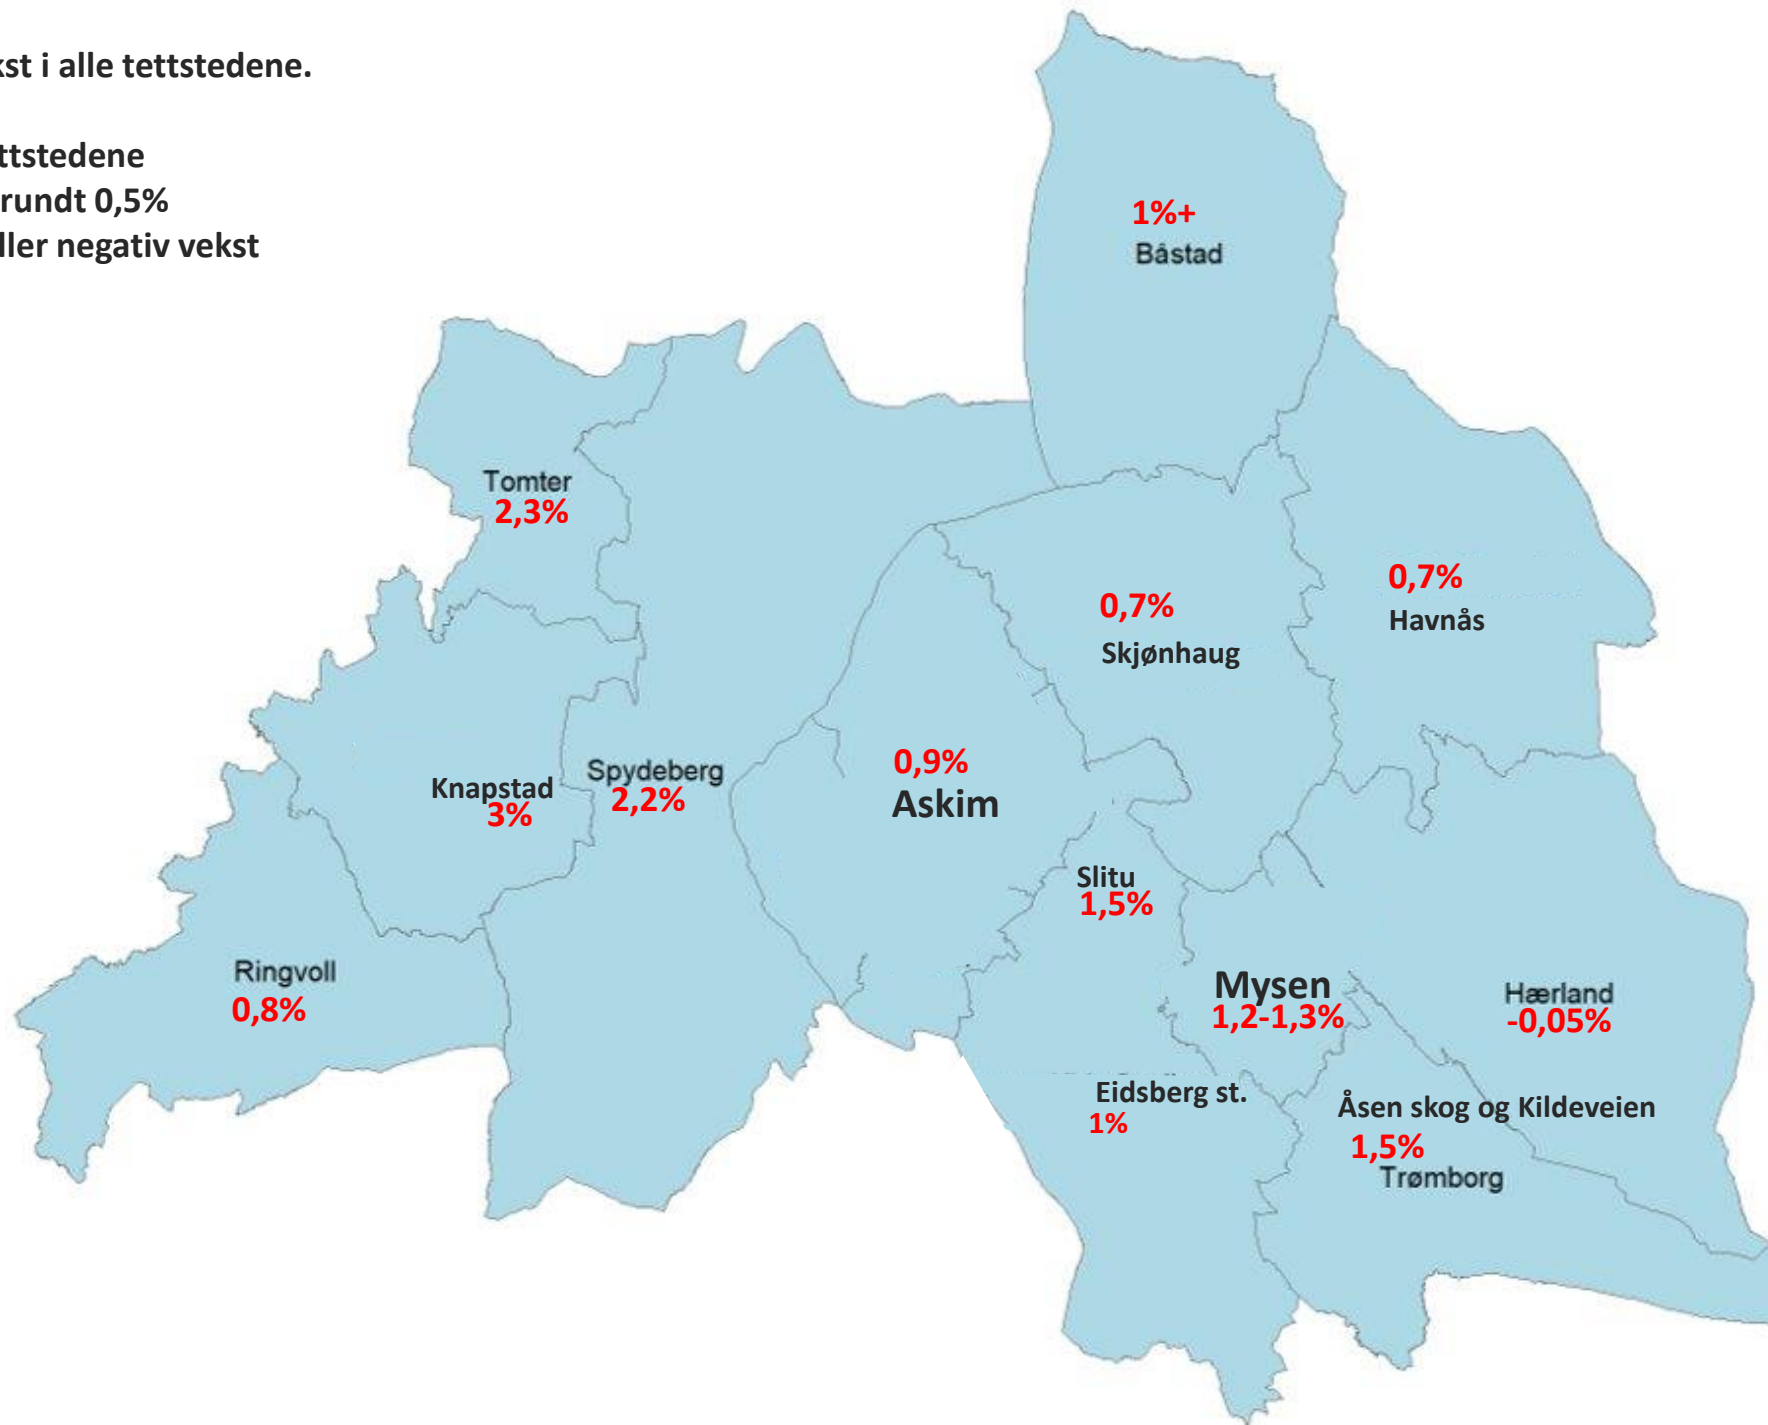 kst i alle tettstedene.
ttstedene
rundt 0,5%
ller negativ vekst
1%+
Båstad
Tomter
2,3%
0,7%
Havnås
0,7%
Skjønhaug
0,9%
Askim
Spydeberg
2,2%
Knapstad
3%
Slitu
1,5%
Ringvoll
0,8%
Mysen
1,2-1,3%
Hærland
-0,05%
Eidsberg st.
1%
Åsen skog og Kildeveien
1,5%
Trømborg